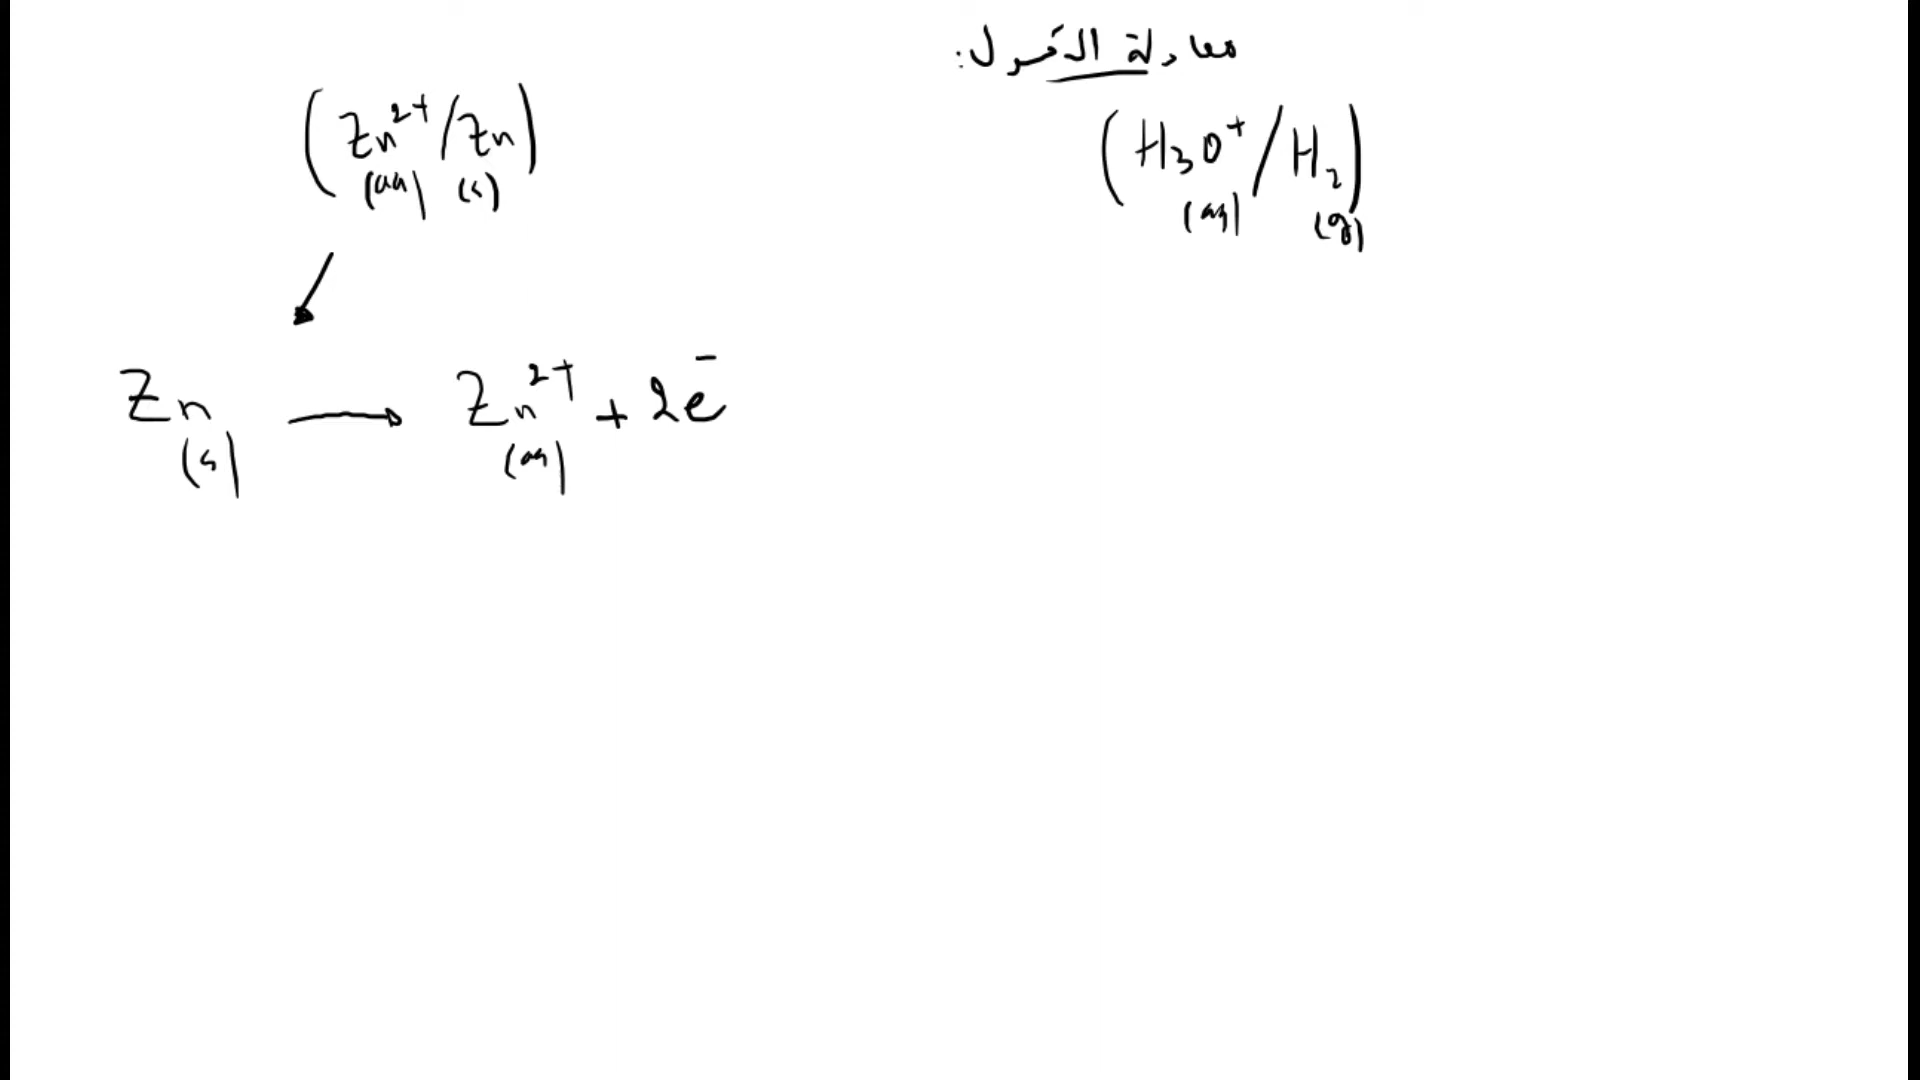 معادلة التحول:
(Zn²⁺(aq)/Zn(s))
(H₃O⁺(aq)/H₂(g))
Zn(s) → Zn²⁺(aq) + 2e⁻